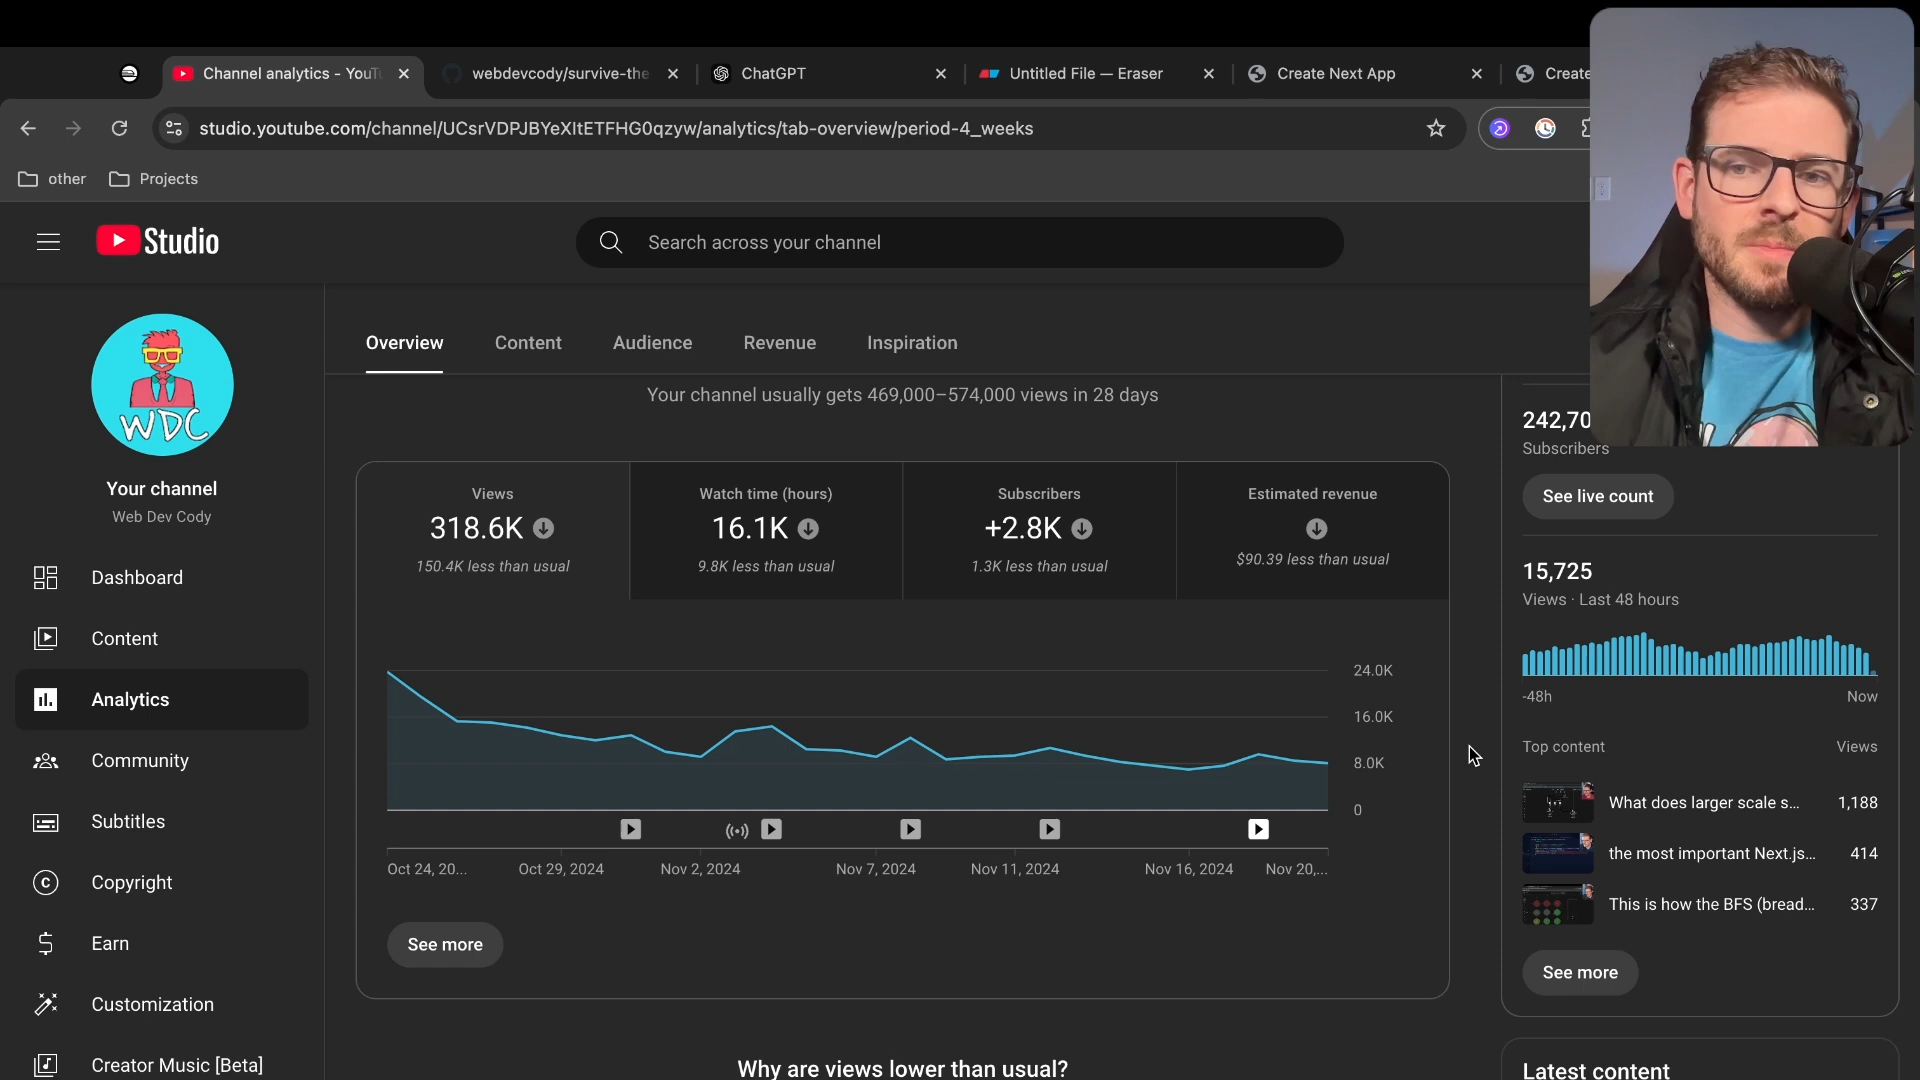 Channel analytics - YouTu
webdevcody/survive-the
ChatGPT
Untitled File — Eraser
Create Next App
Create
studio.youtube.com/channel/UCsrVDPJBYeXItETFHG0qzyw/analytics/tab-overview/period-4_weeks
other
Projects
Studio
Search across your channel
WDC
Your channel
Web Dev Cody
Dashboard
Content
Analytics
Community
Subtitles
Copyright
Earn
Customization
Creator Music [Beta]
Overview
Content
Audience
Revenue
Inspiration
Your channel usually gets 469,000–574,000 views in 28 days
Views
318.6K
150.4K less than usual
Watch time (hours)
16.1K
9.8K less than usual
Subscribers
+2.8K
1.3K less than usual
Estimated revenue
$90.39 less than usual
24.0K
16.0K
8.0K
0
Oct 24, 20...
Oct 29, 2024
Nov 2, 2024
Nov 7, 2024
Nov 11, 2024
Nov 16, 2024
Nov 20,...
See more
Why are views lower than usual?
242,70
Subscribers
See live count
15,725
Views · Last 48 hours
-48h
Now
Top content
Views
What does larger scale s...
1,188
the most important Next.js...
414
This is how the BFS (bread...
337
See more
Latest content